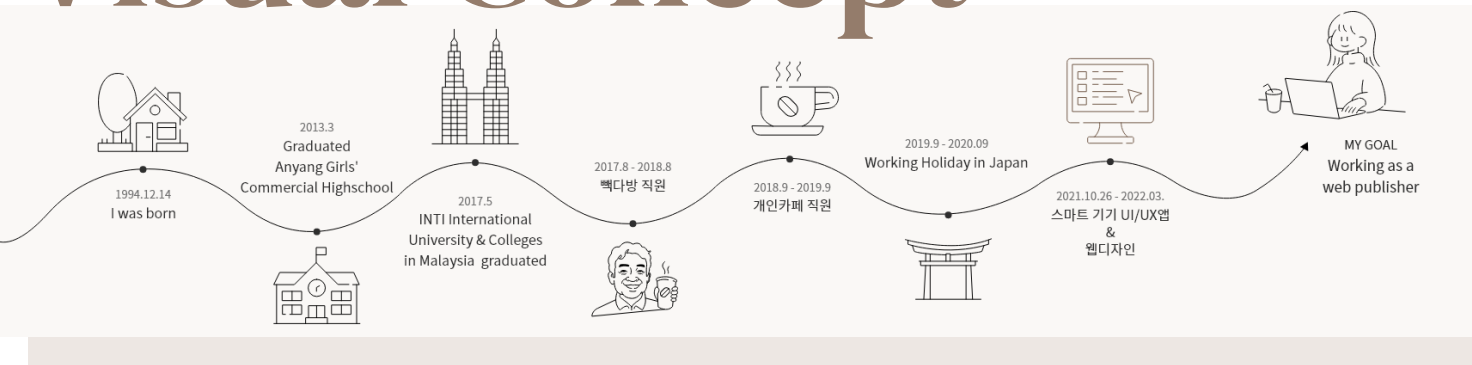 Visual Concept
1994.12.14
I was born
2013.3
Graduated
Anyang Girls'
Commercial Highschool
2017.5
INTI International
University & Colleges
in Malaysia graduated
2017.8 - 2018.8
빽다방 직원
2018.9 - 2019.9
개인카페 직원
2019.9 - 2020.09
Working Holiday in Japan
2021.10.26 - 2022.03.
스마트 기기 UI/UX앱
&
웹디자인
MY GOAL
Working as a
web publisher